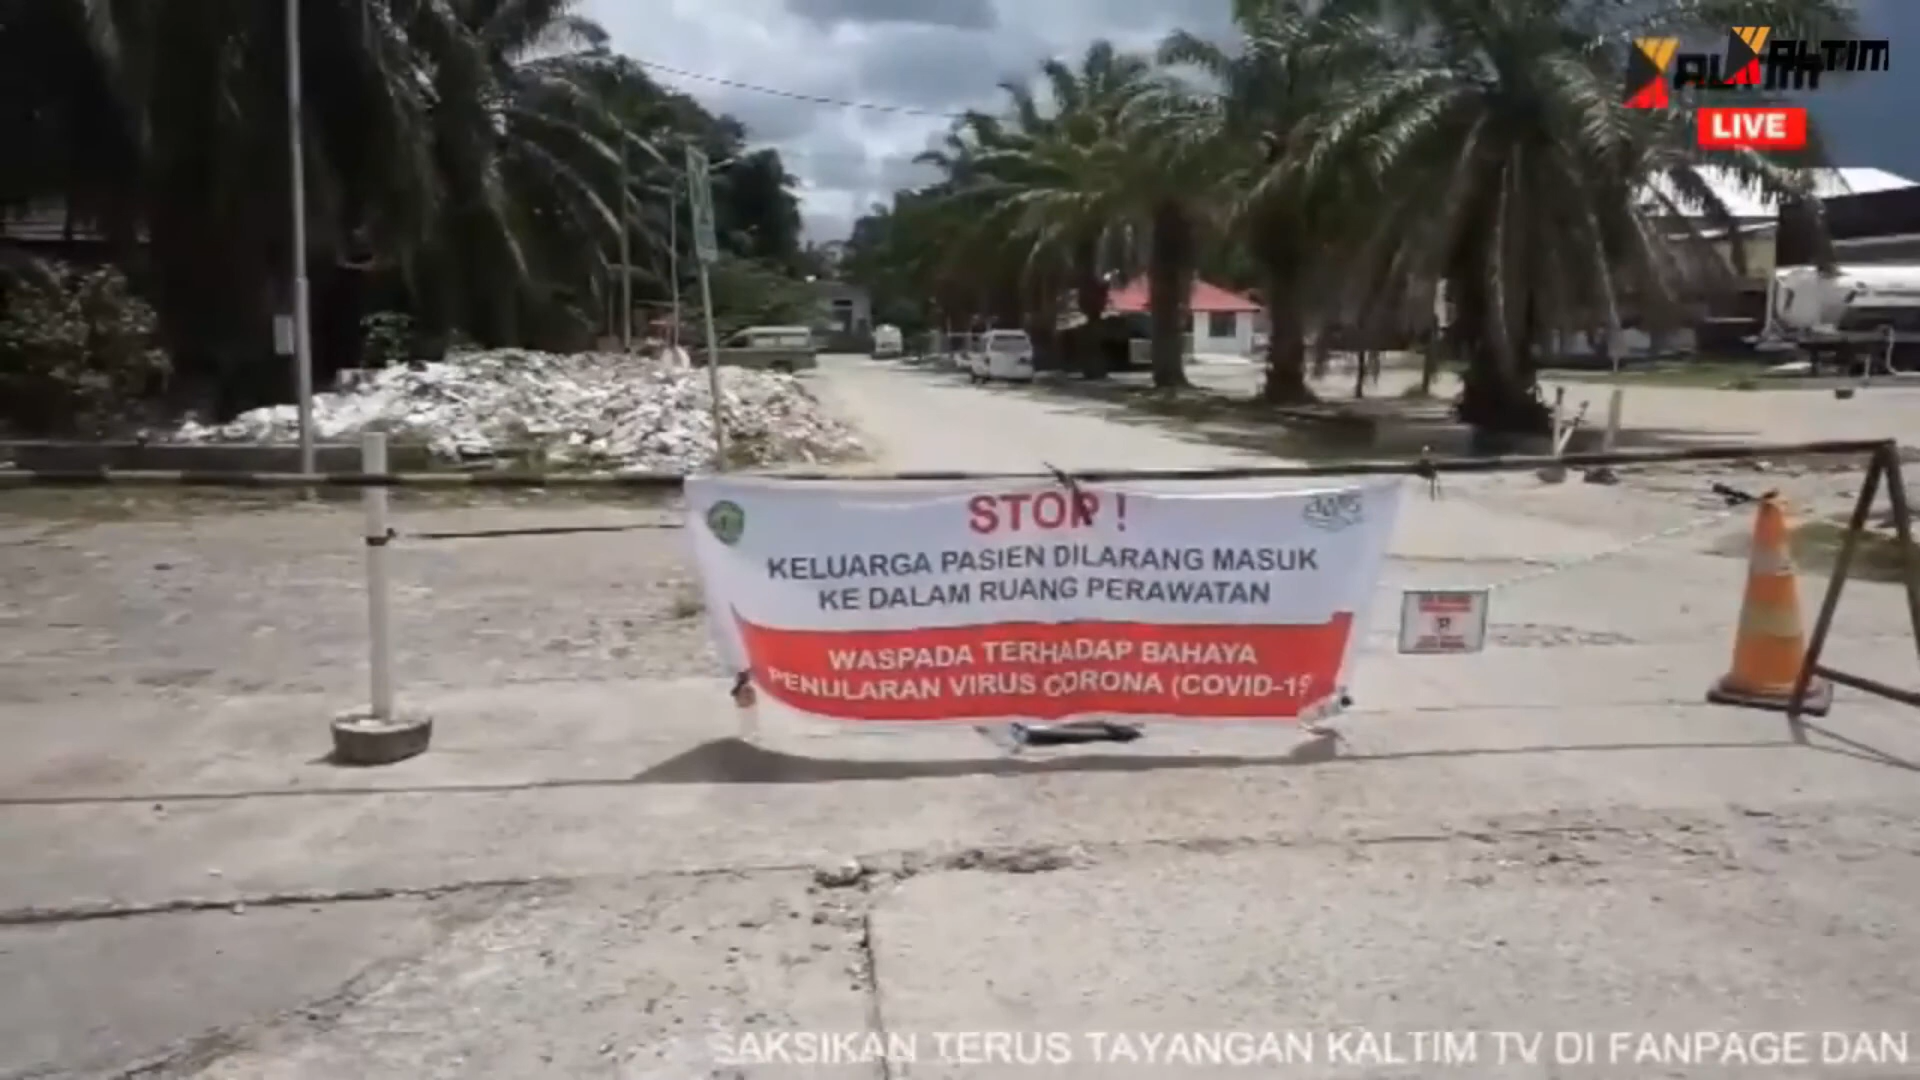 KALTIM
KALTIM
LIVE
STOP !
KELUARGA PASIEN DILARANG MASUK
KE DALAM RUANG PERAWATAN
WASPADA TERHADAP BAHAYA
PENULARAN VIRUS CORONA (COVID-19
SAKSIKAN TERUS TAYANGAN KALTIM TV DI FANPAGE DAN